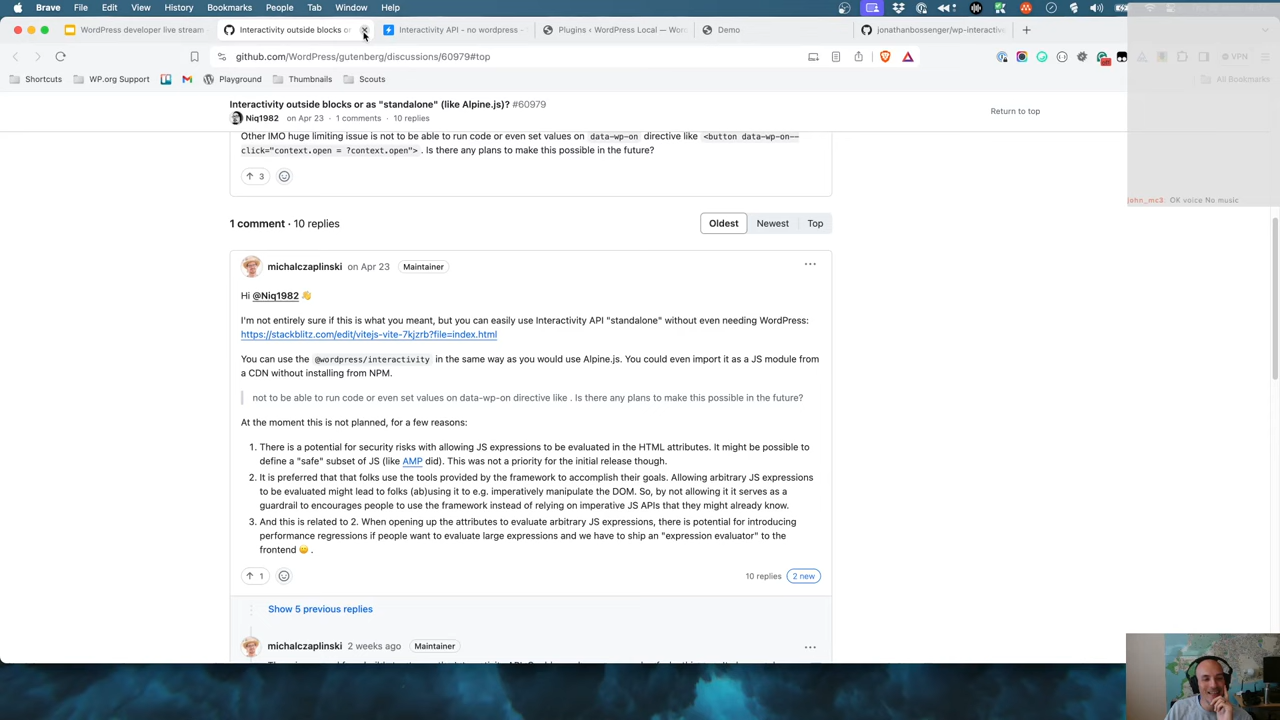 Brave File Edit View History Bookmarks Profiles Tab Window Help
WordPress developer live stream
Interactivity outside blocks or
Interactivity API - no wordpress -
Plugins ‹ WordPress Local — Wor
Demo
jonathanbossenger/wp-interactive
github.com/WordPress/gutenberg/discussions/60979#top
VPN
Shortcuts WP.org Support Playground Thumbnails Scouts
All Bookmarks
Interactivity outside blocks or as "standalone" (like Alpine.js)? #60979
Niq1982 on Apr 23 · 1 comments · 10 replies
Return to top
Other IMO huge limiting issue is not to be able to run code or even set values on data-wp-on directive like <button data-wp-on--
click="context.open = ?context.open"> . Is there any plans to make this possible in the future?
↑ 3
john_mc3: OK voice No music
1 comment · 10 replies
Oldest Newest Top
michalczaplinski on Apr 23 Maintainer
Hi @Niq1982 👋
I'm not entirely sure if this is what you meant, but you can easily use Interactivity API "standalone" without even needing WordPress:
https://stackblitz.com/edit/vitejs-vite-7kjzrb?file=index.html
You can use the @wordpress/interactivity in the same way as you would use Alpine.js. You could even import it as a JS module from
a CDN without installing from NPM.
not to be able to run code or even set values on data-wp-on directive like . Is there any plans to make this possible in the future?
At the moment this is not planned, for a few reasons:
1. There is a potential for security risks with allowing JS expressions to be evaluated in the HTML attributes. It might be possible to
define a "safe" subset of JS (like AMP did). This was not a priority for the initial release though.
2. It is preferred that that folks use the tools provided by the framework to accomplish their goals. Allowing arbitrary JS expressions
to be evaluated might lead to folks (ab)using it to e.g. imperatively manipulate the DOM. So, by not allowing it it serves as a
guardrail to encourages people to use the framework instead of relying on imperative JS APIs that they might already know.
3. And this is related to 2. When opening up the attributes to evaluate arbitrary JS expressions, there is potential for introducing
performance regressions if people want to evaluate large expressions and we have to ship an "expression evaluator" to the
frontend 🙂 .
↑ 1
10 replies 2 new
Show 5 previous replies
michalczaplinski 2 weeks ago Maintainer